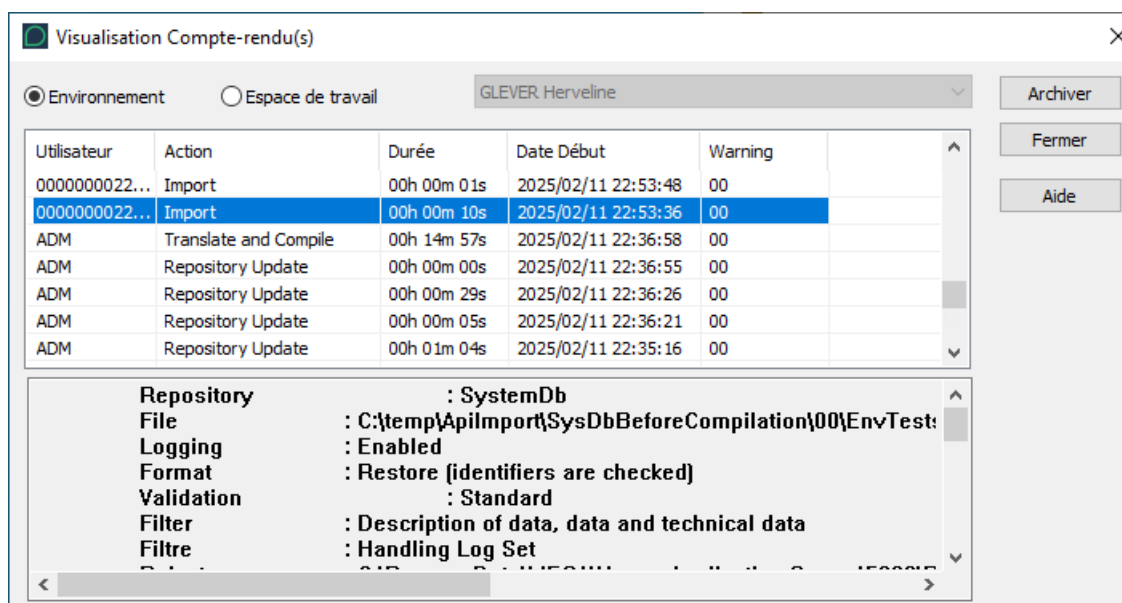 Visualisation Compte-rendu(s)
Environnement Espace de travail GLEVER Herveline Archiver
Fermer
Aide
Utilisateur Action Durée Date Début Warning
0000000022... Import 00h 00m 01s 2025/02/11 22:53:48 00
0000000022... Import 00h 00m 10s 2025/02/11 22:53:36 00
ADM Translate and Compile 00h 14m 57s 2025/02/11 22:36:58 00
ADM Repository Update 00h 00m 00s 2025/02/11 22:36:55 00
ADM Repository Update 00h 00m 29s 2025/02/11 22:36:26 00
ADM Repository Update 00h 00m 05s 2025/02/11 22:36:21 00
ADM Repository Update 00h 01m 04s 2025/02/11 22:35:16 00
Repository : SystemDb
File : C:\temp\ApiImport\SysDbBeforeCompilation\00\EnvTests
Logging : Enabled
Format : Restore (identifiers are checked)
Validation : Standard
Filter : Description of data, data and technical data
Filtre : Handling Log Set